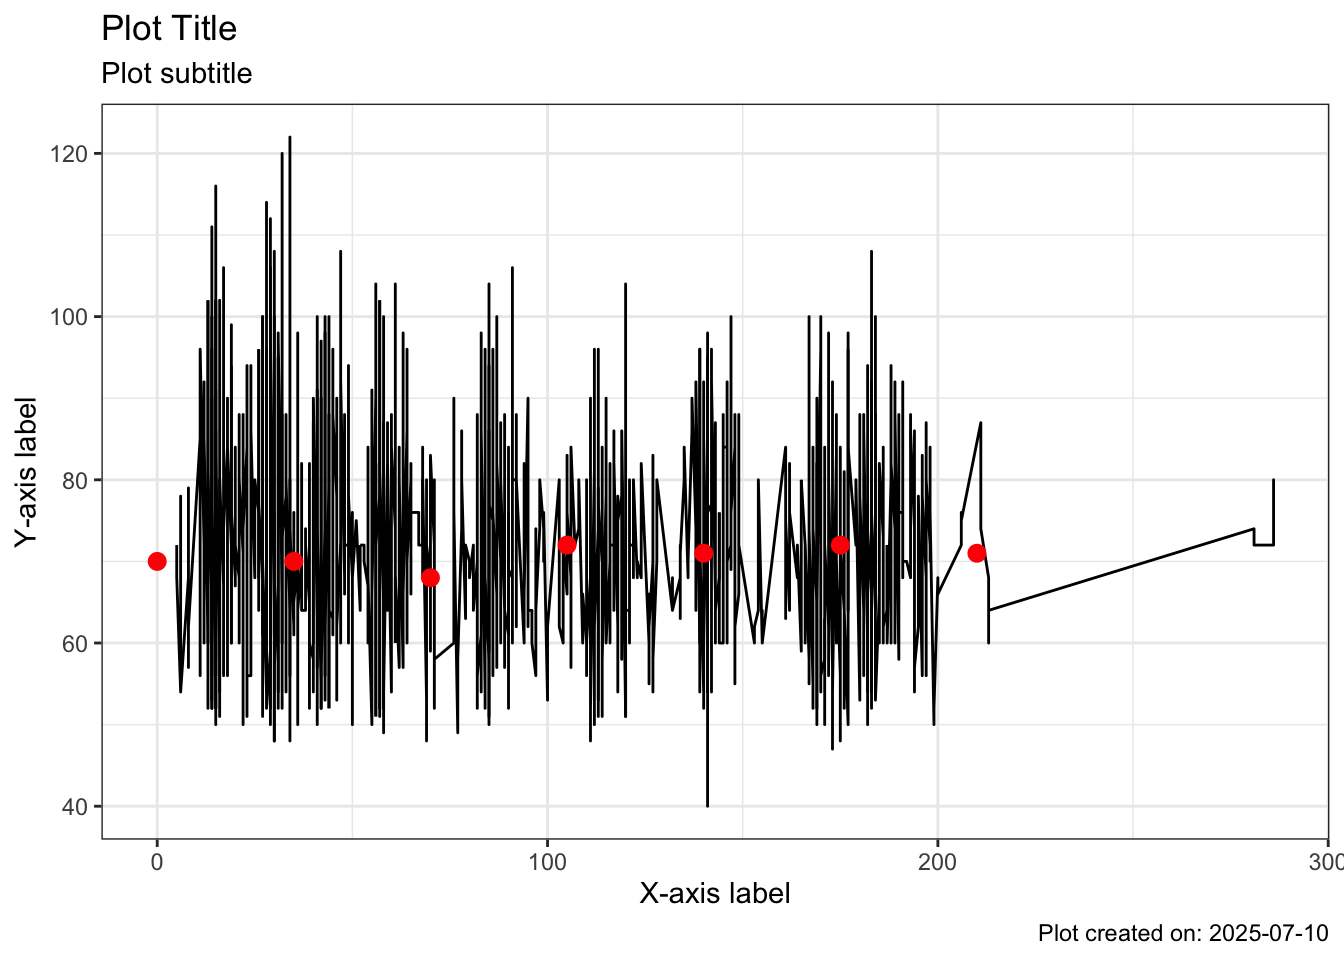 Plot Title
Plot subtitle
120
100
80
60
40
Y-axis label
0 100 200 300
X-axis label
Plot created on: 2025-07-10